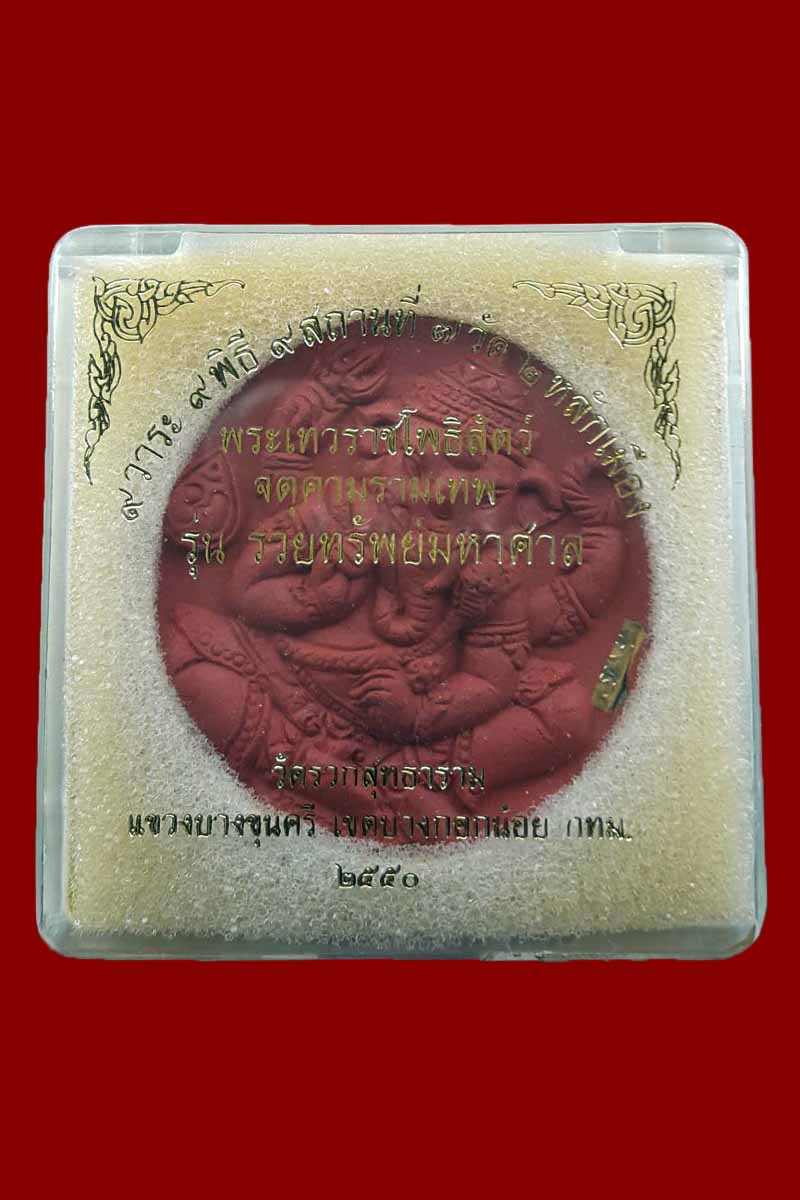 ๙ วาระ ๙ พิธี ๙ สถานที่ ๗ วัด ๒ หลักเมือง
พระเทวราชโพธิสัตว์
จตุคามรามเทพ
รุ่น รวยทรัพย์มหาศาล
วัดรวกสุทธาราม
แขวงบางขุนศรี เขตบางกอกน้อย กทม.
๒๕๕๐